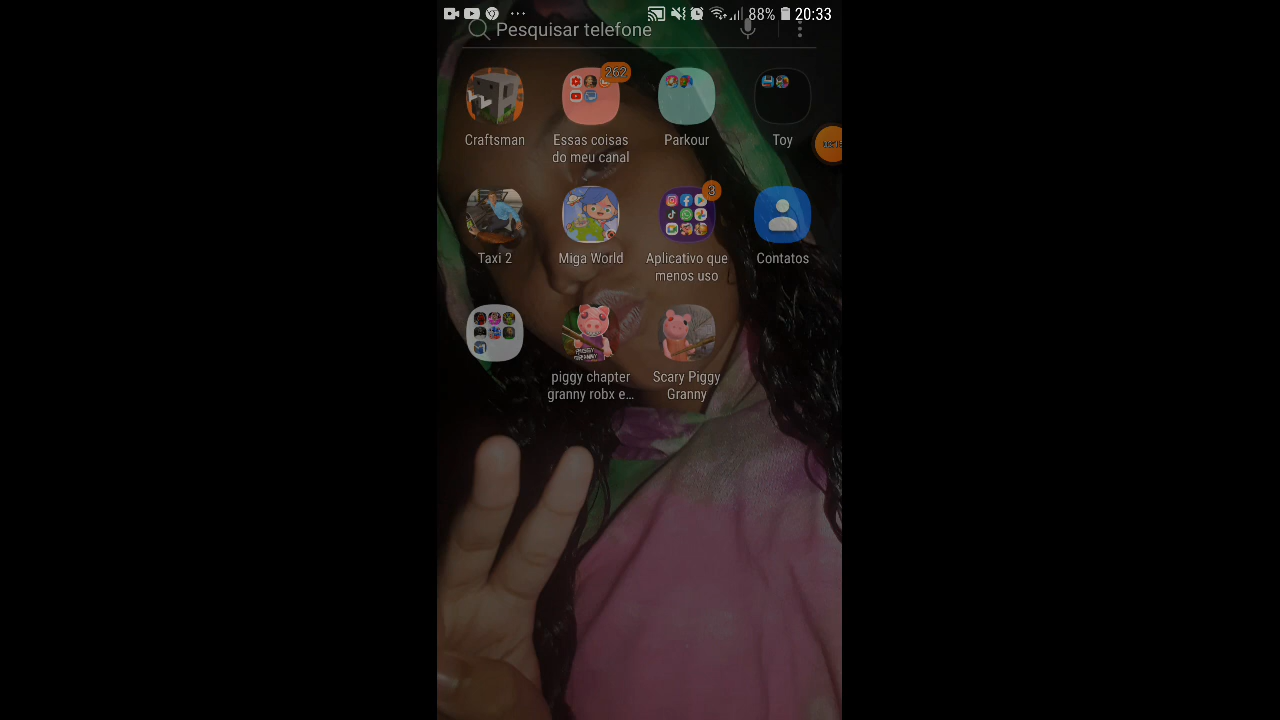 88% 20:33
Pesquisar telefone
262
Craftsman
Essas coisas
do meu canal
Parkour
Toy
3
Taxi 2
Miga World
Aplicativo que
menos uso
Contatos
piggy chapter
granny robx e...
Scary Piggy
Granny